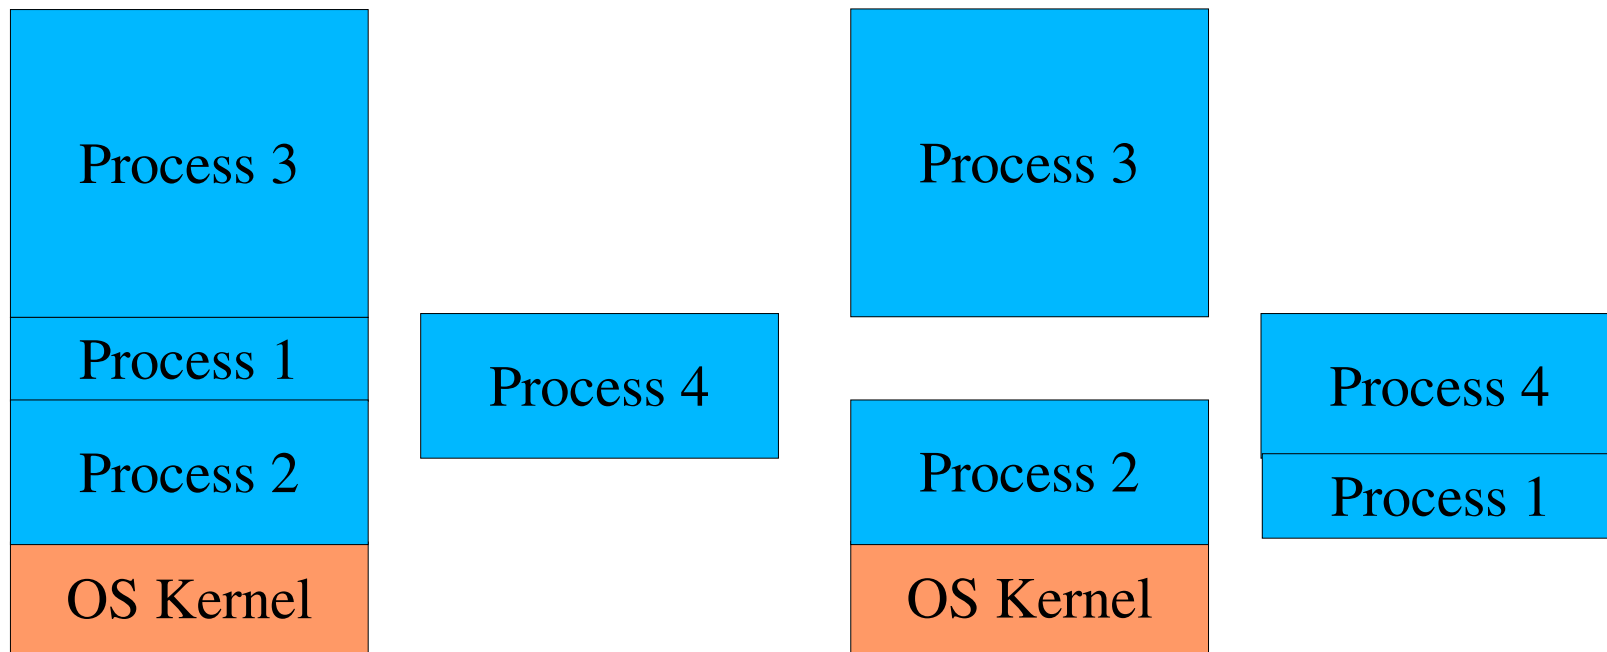 Process 3
Process 1
Process 2
OS Kernel
Process 4
Process 3
Process 2
OS Kernel
Process 4
Process 1